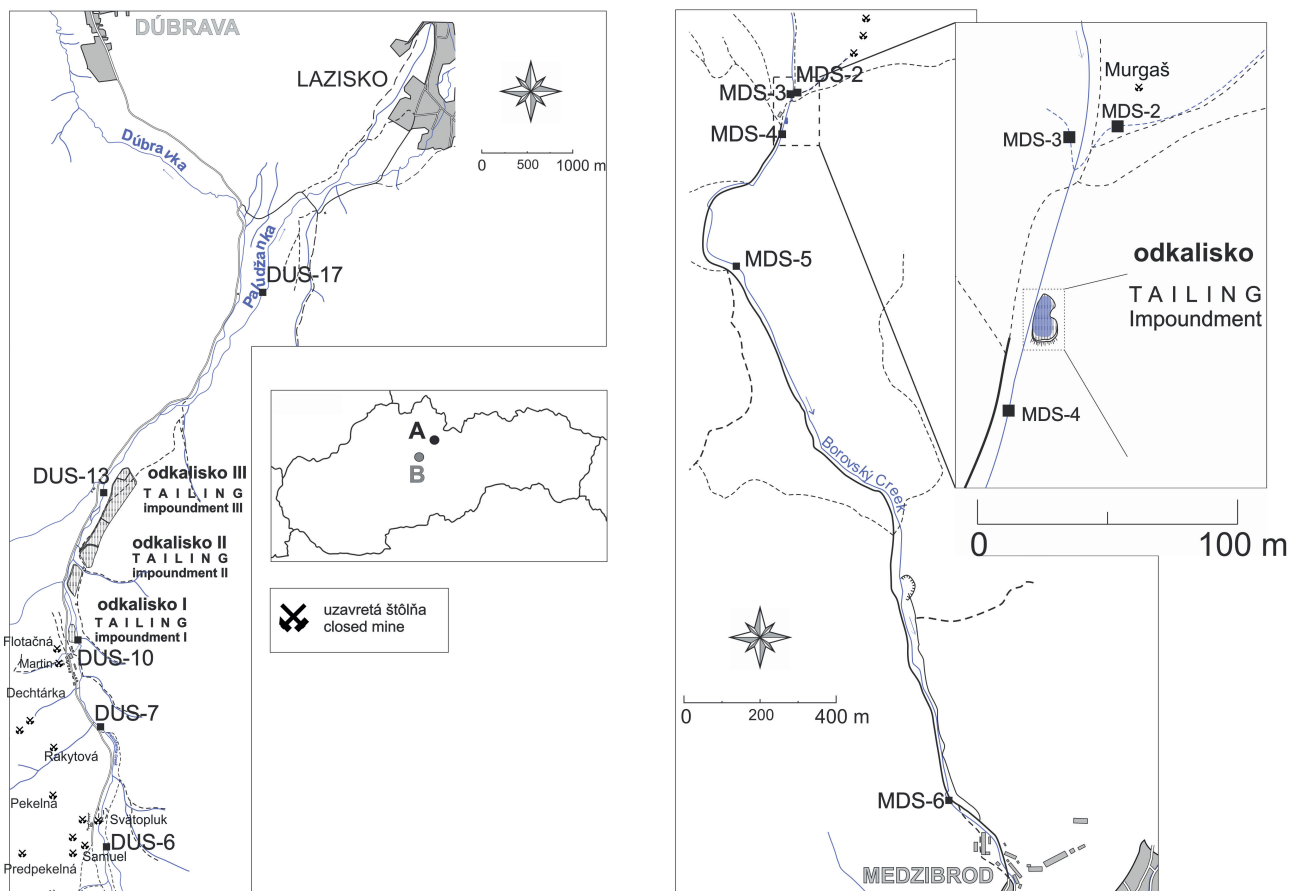 DÚBRAVA
LAZISKO
0 500 1000 m
Dúbravka
Paludžanka
DUS-17
A
B
DUS-13
odkalisko III
TAILING
impoundment III
odkalisko II
TAILING
impoundment II
odkalisko I
TAILING
impoundment I
Flotačná
Martin
DUS-10
Dechtárka
DUS-7
Rakytová
Pekelná
Svätopluk
DUS-6
Samuel
Predpekelná
uzavretá štôlňa
closed mine
MDS-2
MDS-3
MDS-4
MDS-5
Borovský Creek
0 200 400 m
MDS-6
MEDZIBROD
Murgaš
MDS-2
MDS-3
odkalisko
TAILING
Impoundment
MDS-4
0 100 m